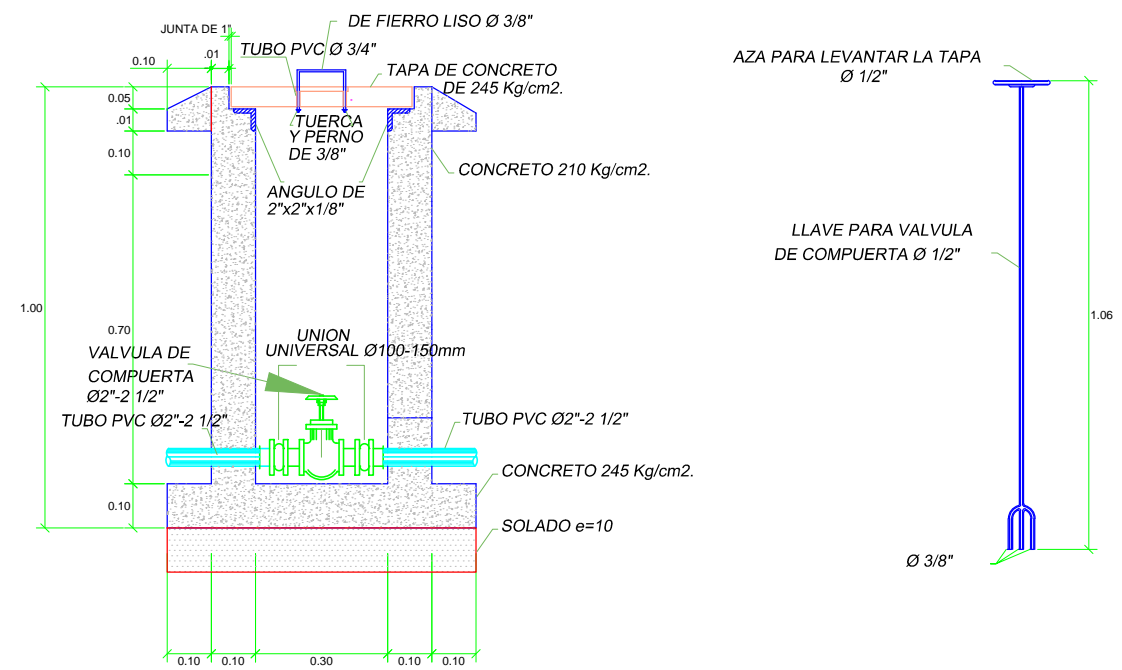 DE FIERRO LISO Ø 3/8"
JUNTA DE 1"
TUBO PVC Ø 3/4"
.01
0.10
TAPA DE CONCRETO
DE 245 Kg/cm2.
0.05
.01
TUERCA
Y PERNO
DE 3/8"
0.10
CONCRETO 210 Kg/cm2.
ANGULO DE
2"x2"x1/8"
1.00
0.70
UNION
UNIVERSAL Ø100-150mm
VALVULA DE
COMPUERTA
Ø2"-2 1/2"
TUBO PVC Ø2"-2 1/2"
TUBO PVC Ø2"-2 1/2"
CONCRETO 245 Kg/cm2.
0.10
SOLADO e=10
0.10
0.10
0.30
0.10
0.10
AZA PARA LEVANTAR LA TAPA
Ø 1/2"
LLAVE PARA VALVULA
DE COMPUERTA Ø 1/2"
1.06
Ø 3/8"